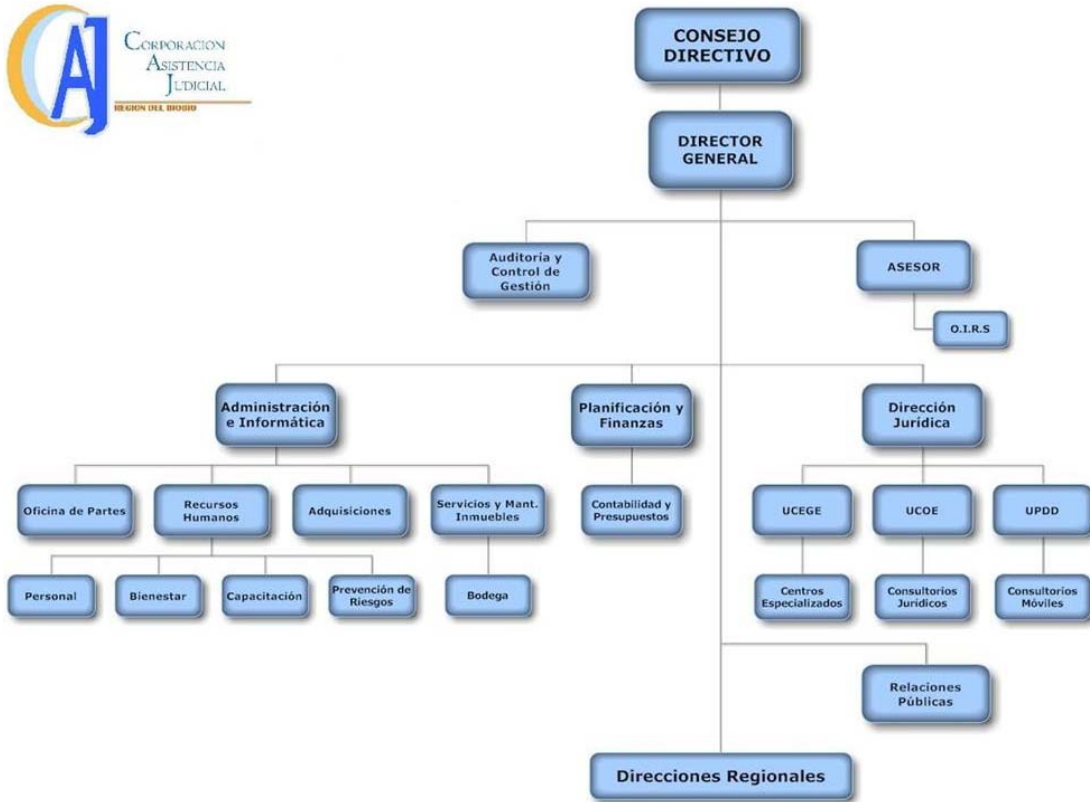 CAJ
CORPORACION
ASISTENCIA
JUDICIAL
REGION DEL BIOBIO
CONSEJO
DIRECTIVO
DIRECTOR
GENERAL
Auditoría y
Control de
Gestión
ASESOR
O.I.R.S
Administración
e Informática
Planificación y
Finanzas
Dirección
Jurídica
Oficina de Partes
Recursos
Humanos
Adquisiciones
Servicios y Mant.
Inmuebles
Contabilidad y
Presupuestos
UCEGE
UCOE
UPDD
Personal
Bienestar
Capacitación
Prevención de
Riesgos
Bodega
Centros
Especializados
Consultorios
Jurídicos
Consultorios
Móviles
Relaciones
Públicas
Direcciones Regionales